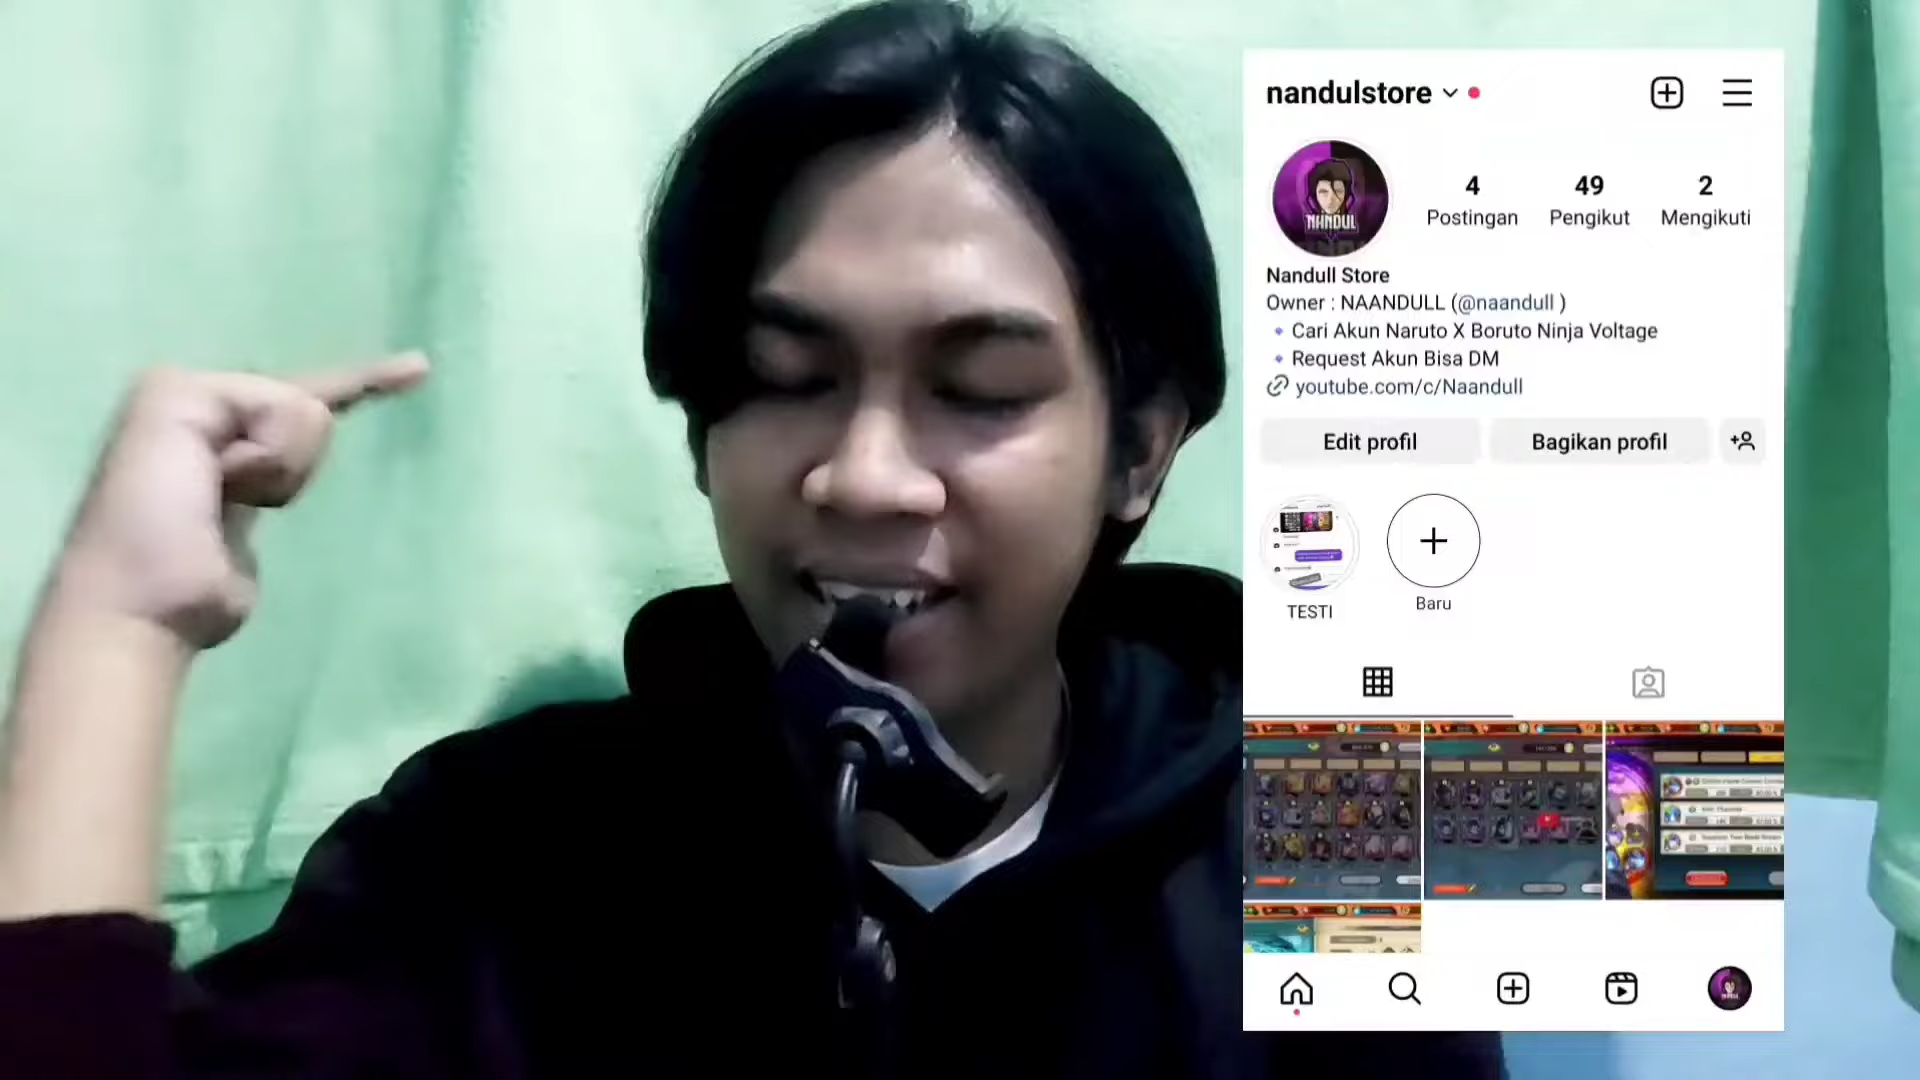 nandulstore
NANDUL
4
49
2
Postingan
Pengikut
Mengikuti
Nandull Store
Owner : NAANDULL (@naandull )
Cari Akun Naruto X Boruto Ninja Voltage
Request Akun Bisa DM
youtube.com/c/Naandull
Edit profil
Bagikan profil
TESTI
Baru